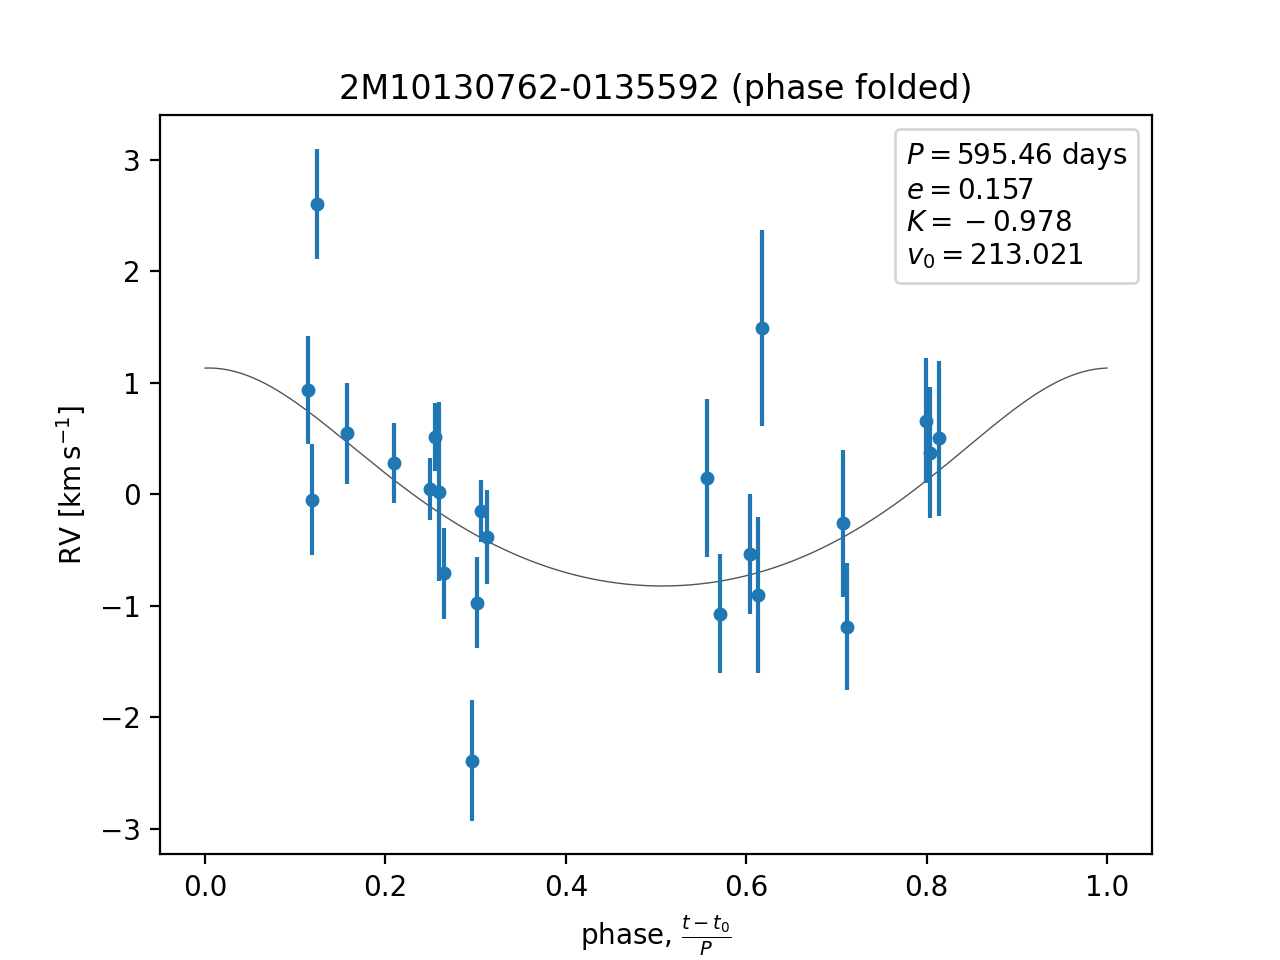 2M10130762-0135592 (phase folded)
P = 595.46 days
e = 0.157
K = −0.978
v₀ = 213.021
3
2
1
0
−1
−2
−3
RV [km s⁻¹]
0.0 0.2 0.4 0.6 0.8 1.0
phase, (t − t₀)/P